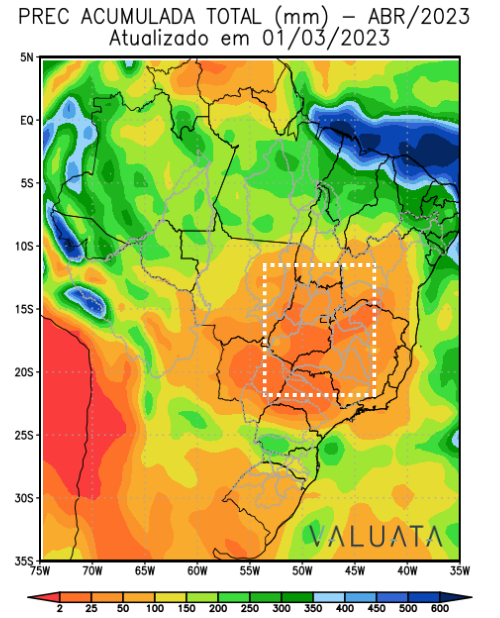 PREC ACUMULADA TOTAL (mm) – ABR/2023
Atualizado em 01/03/2023
5N
EQ
5S
10S
15S
20S
25S
30S
35S
VALUATA
75W 70W 65W 60W 55W 50W 45W 40W 35W
2 25 50 100 150 200 300 350 400 450 500 600